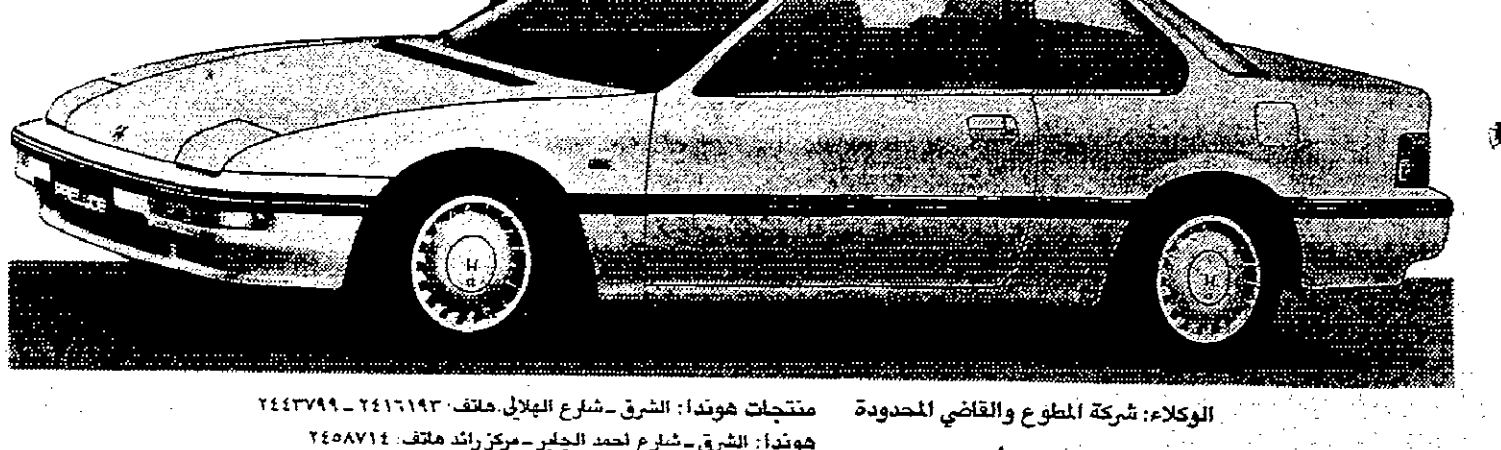 PRELUDE
الوكلاء: شركة المطوع والقاضي المحدودة
منتجات هوندا: الشرق ـ شارع الهلالي. هاتف: ٢٤١٦١٩٣ ـ ٢٤٤٣٧٩٩
هوندا: الشرق ـ شارع احمد الجابر ـ مركز رائد هاتف: ٢٤٥٨٧١٤